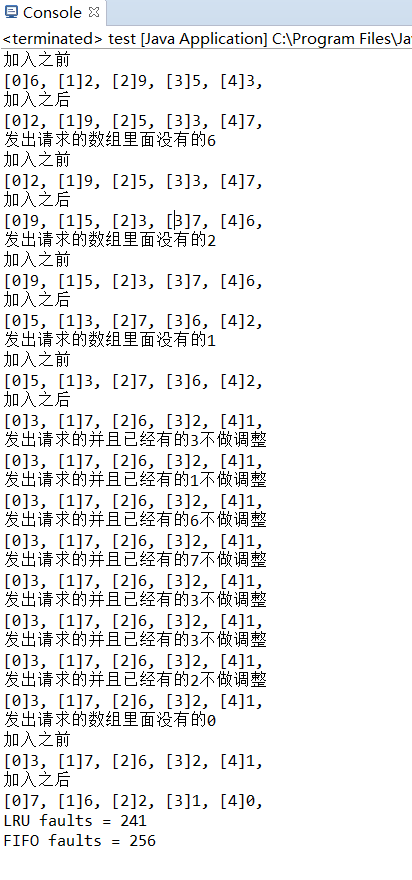 Console
<terminated> test [Java Application] C:\Program Files\Ja
加入之前
[0]6, [1]2, [2]9, [3]5, [4]3,
加入之后
[0]2, [1]9, [2]5, [3]3, [4]7,
发出请求的数组里面没有的6
加入之前
[0]2, [1]9, [2]5, [3]3, [4]7,
加入之后
[0]9, [1]5, [2]3, [3]7, [4]6,
发出请求的数组里面没有的2
加入之前
[0]9, [1]5, [2]3, [3]7, [4]6,
加入之后
[0]5, [1]3, [2]7, [3]6, [4]2,
发出请求的数组里面没有的1
加入之前
[0]5, [1]3, [2]7, [3]6, [4]2,
加入之后
[0]3, [1]7, [2]6, [3]2, [4]1,
发出请求的并且已经有的3不做调整
[0]3, [1]7, [2]6, [3]2, [4]1,
发出请求的并且已经有的1不做调整
[0]3, [1]7, [2]6, [3]2, [4]1,
发出请求的并且已经有的6不做调整
[0]3, [1]7, [2]6, [3]2, [4]1,
发出请求的并且已经有的7不做调整
[0]3, [1]7, [2]6, [3]2, [4]1,
发出请求的并且已经有的3不做调整
[0]3, [1]7, [2]6, [3]2, [4]1,
发出请求的并且已经有的3不做调整
[0]3, [1]7, [2]6, [3]2, [4]1,
发出请求的并且已经有的2不做调整
[0]3, [1]7, [2]6, [3]2, [4]1,
发出请求的数组里面没有的0
加入之前
[0]3, [1]7, [2]6, [3]2, [4]1,
加入之后
[0]7, [1]6, [2]2, [3]1, [4]0,
LRU faults = 241
FIFO faults = 256